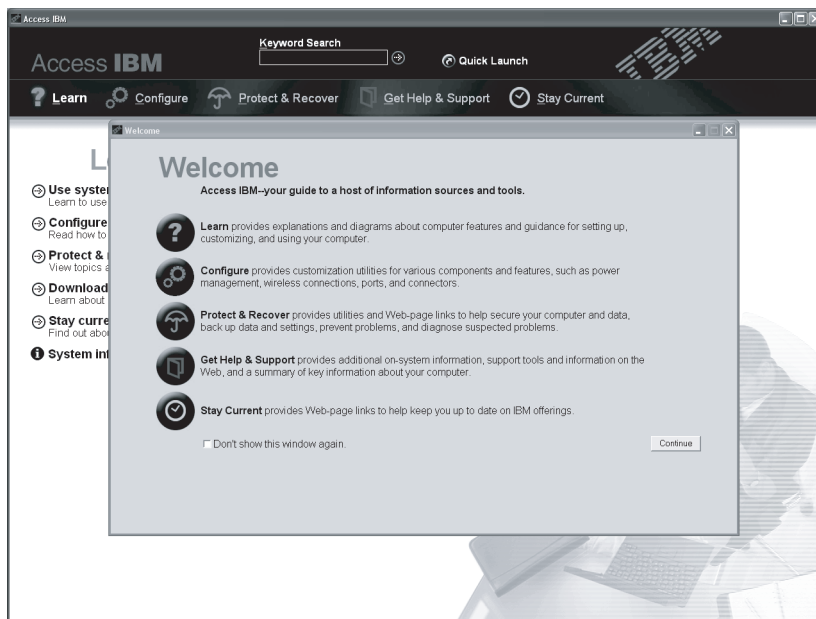 Access IBM
Keyword Search
Access IBM
Quick Launch
IBM
Learn
Configure
Protect & Recover
Get Help & Support
Stay Current
Welcome
Welcome
Access IBM--your guide to a host of information sources and tools.
Learn provides explanations and diagrams about computer features and guidance for setting up,
customizing, and using your computer.
Configure provides customization utilities for various components and features, such as power
management, wireless connections, ports, and connectors.
Protect & Recover provides utilities and Web-page links to help secure your computer and data,
back up data and settings, prevent problems, and diagnose suspected problems.
Get Help & Support provides additional on-system information, support tools and information on the
Web, and a summary of key information about your computer.
Stay Current provides Web-page links to help keep you up to date on IBM offerings.
Don't show this window again.
Continue
Use
Learn to use
Configure
Read how to
Protect &
View topics
Download
Learn about
Stay
Find out
System